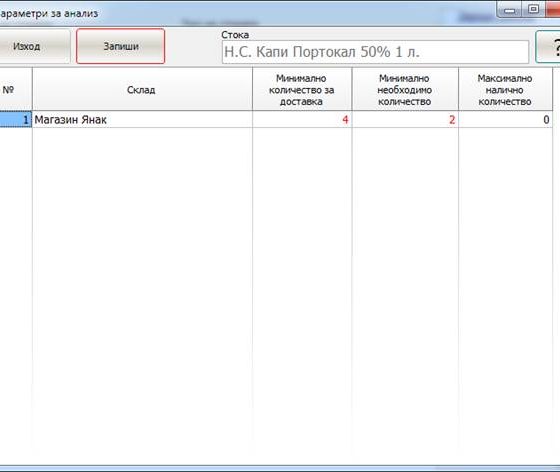 араметри за анализ
Изход
Запиши
Стока
Н.С. Капи Портокал 50% 1 л.
?
№
Склад
Минимално
количество за
доставка
Минимално
необходимо
количество
Максимално
налично
количество
1 Магазин Янак 4 2 0